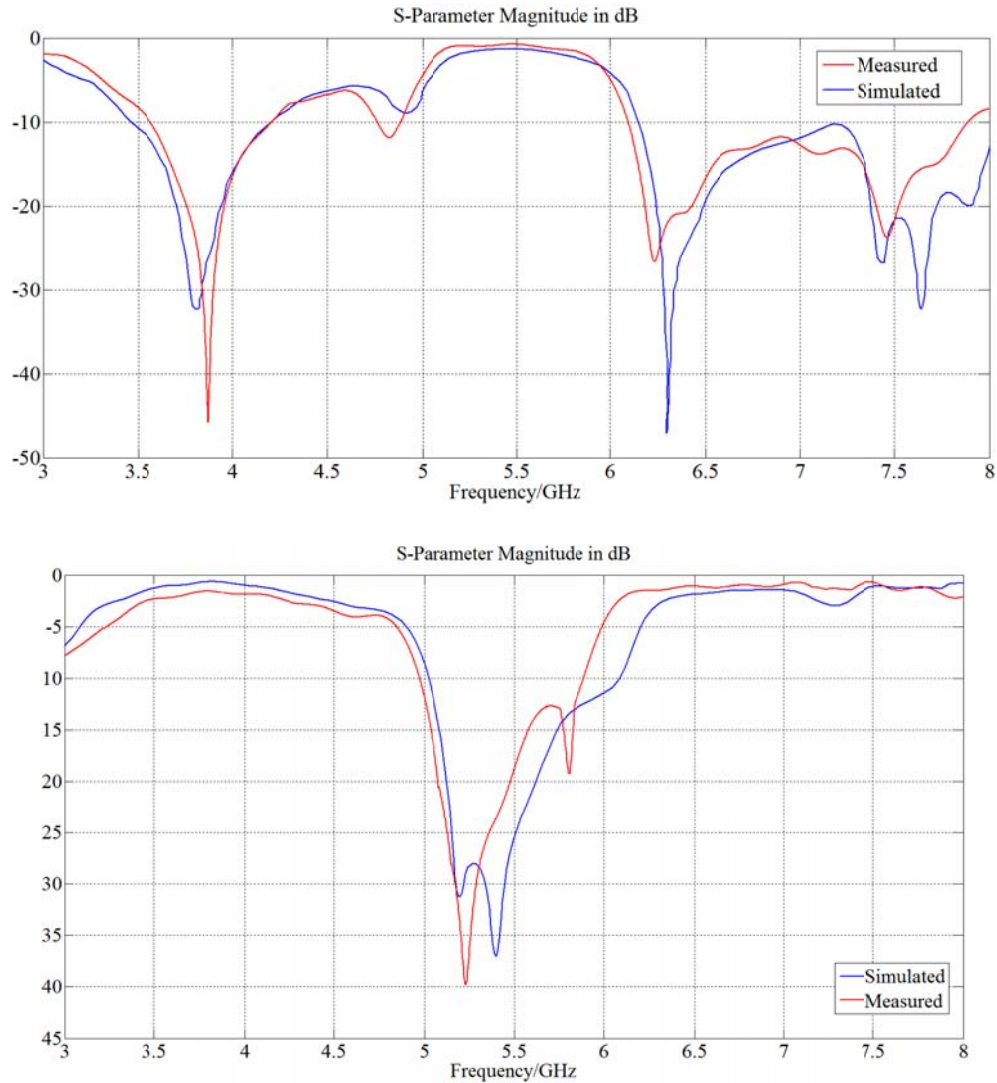 S-Parameter Magnitude in dB
0
-10
-20
-30
-40
-50
Measured
Simulated
3 3.5 4 4.5 5 5.5 6 6.5 7 7.5 8
Frequency/GHz
S-Parameter Magnitude in dB
0
-5
10
15
20
25
30
35
40
45
Simulated
Measured
3 3.5 4 4.5 5 5.5 6 6.5 7 7.5 8
Frequency/GHz